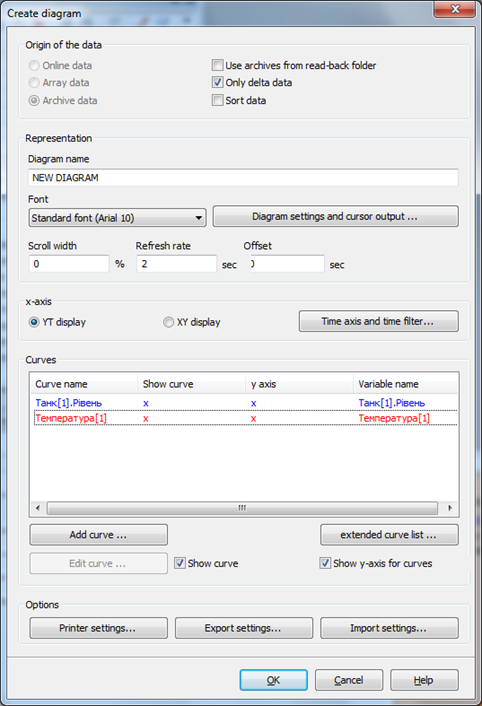 Create diagram
Origin of the data
Online data
Use archives from read-back folder
Array data
Only delta data
Archive data
Sort data
Representation
Diagram name
NEW DIAGRAM
Font
Standard font (Arial 10)
Diagram settings and cursor output ...
Scroll width Refresh rate Offset
0 % 2 sec 0 sec
x-axis
YT display XY display Time axis and time filter...
Curves
Curve name Show curve y axis Variable name
Танк[1].Рівень x x Танк[1].Рівень
Температура[1] x x Температура[1]
Add curve ... extended curve list ...
Edit curve ... Show curve Show y-axis for curves
Options
Printer settings... Export settings... Import settings...
OK Cancel Help